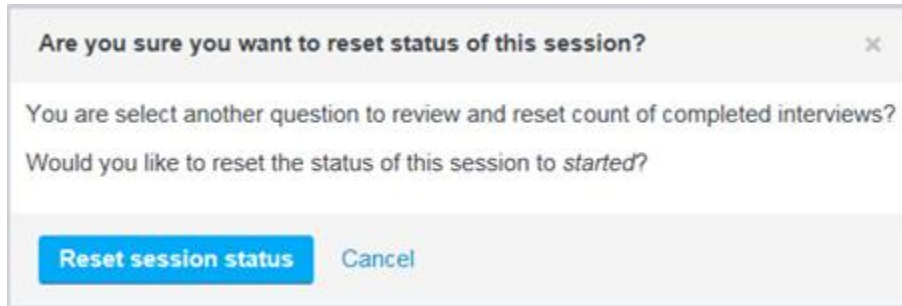 Are you sure you want to reset status of this session?
You are select another question to review and reset count of completed interviews?
Would you like to reset the status of this session to started?
Reset session status Cancel